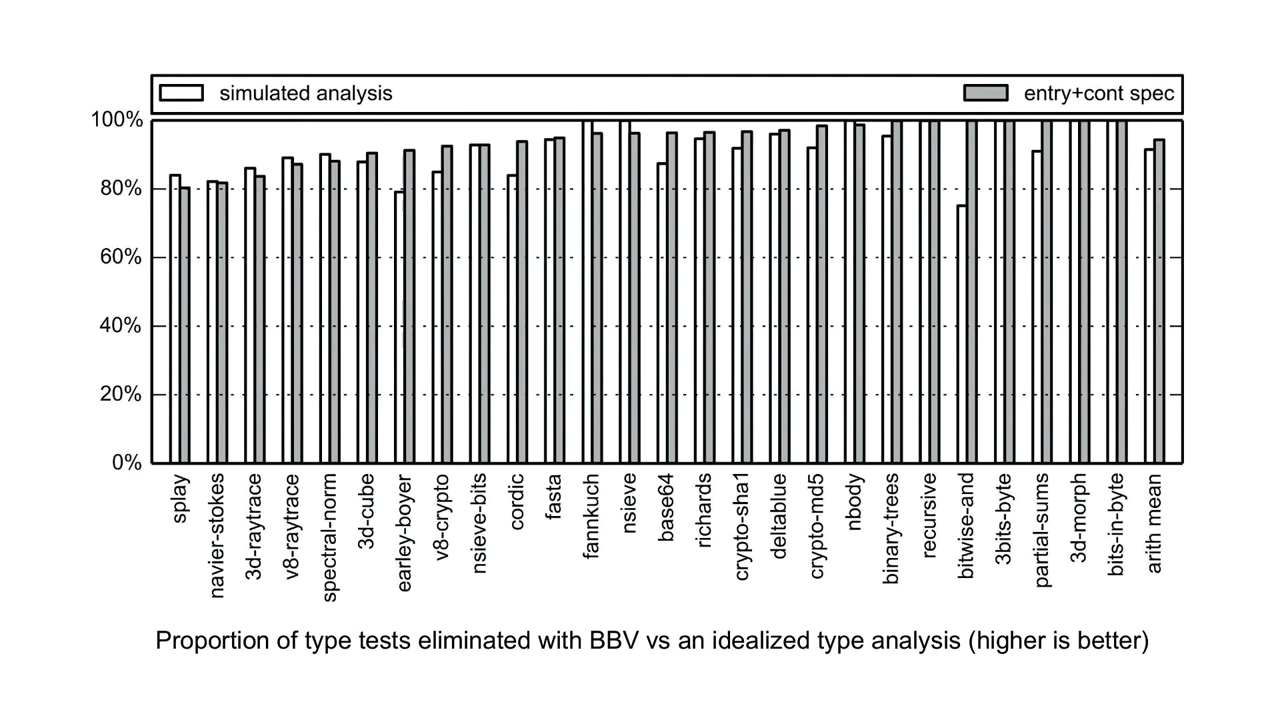 simulated analysis
entry+cont spec
100%
80%
60%
40%
20%
0%
splay
navier-stokes
3d-raytrace
v8-raytrace
spectral-norm
3d-cube
earley-boyer
v8-crypto
nsieve-bits
cordic
fasta
fannkuch
nsieve
base64
richards
crypto-sha1
deltablue
crypto-md5
nbody
binary-trees
recursive
bitwise-and
3bits-byte
partial-sums
3d-morph
bits-in-byte
arith mean
Proportion of type tests eliminated with BBV vs an idealized type analysis (higher is better)